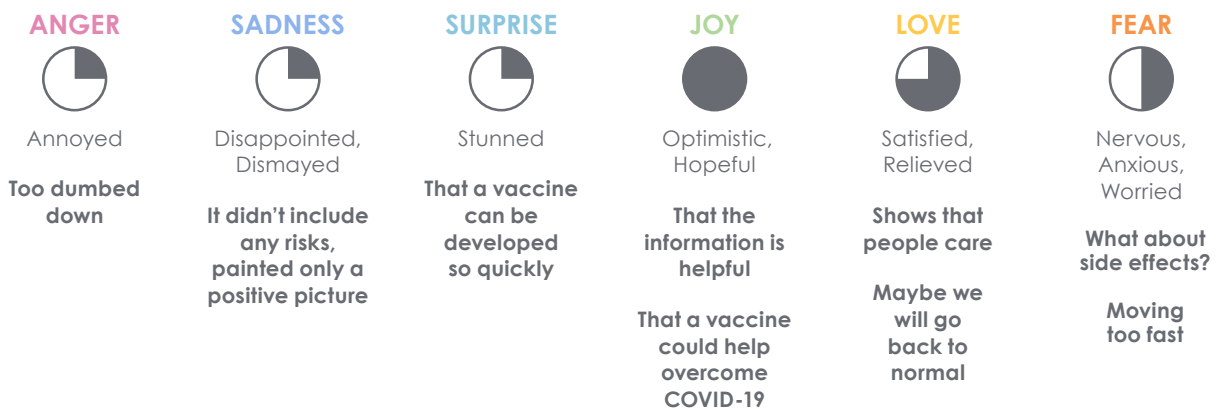 ANGER
Annoyed
Too dumbed
down
SADNESS
Disappointed,
Dismayed
It didn't include
any risks,
painted only a
positive picture
SURPRISE
Stunned
That a vaccine
can be
developed
so quickly
JOY
Optimistic,
Hopeful
That the
information is
helpful
That a vaccine
could help
overcome
COVID-19
LOVE
Satisfied,
Relieved
Shows that
people care
Maybe we
will go
back to
normal
FEAR
Nervous,
Anxious,
Worried
What about
side effects?
Moving
too fast